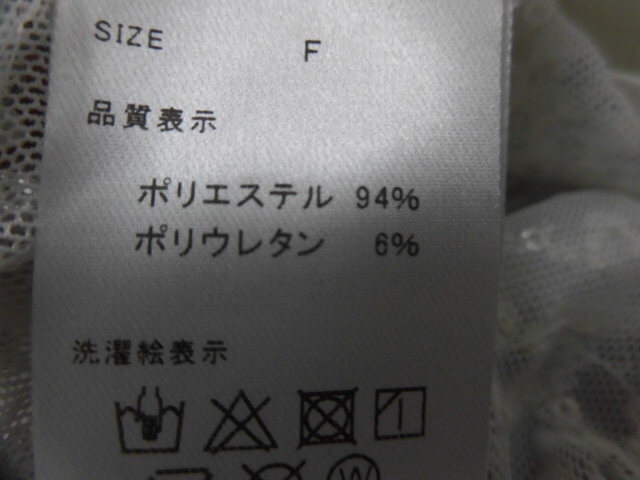 SIZE F
品質表示
ポリエステル 94%
ポリウレタン 6%
洗濯絵表示
W